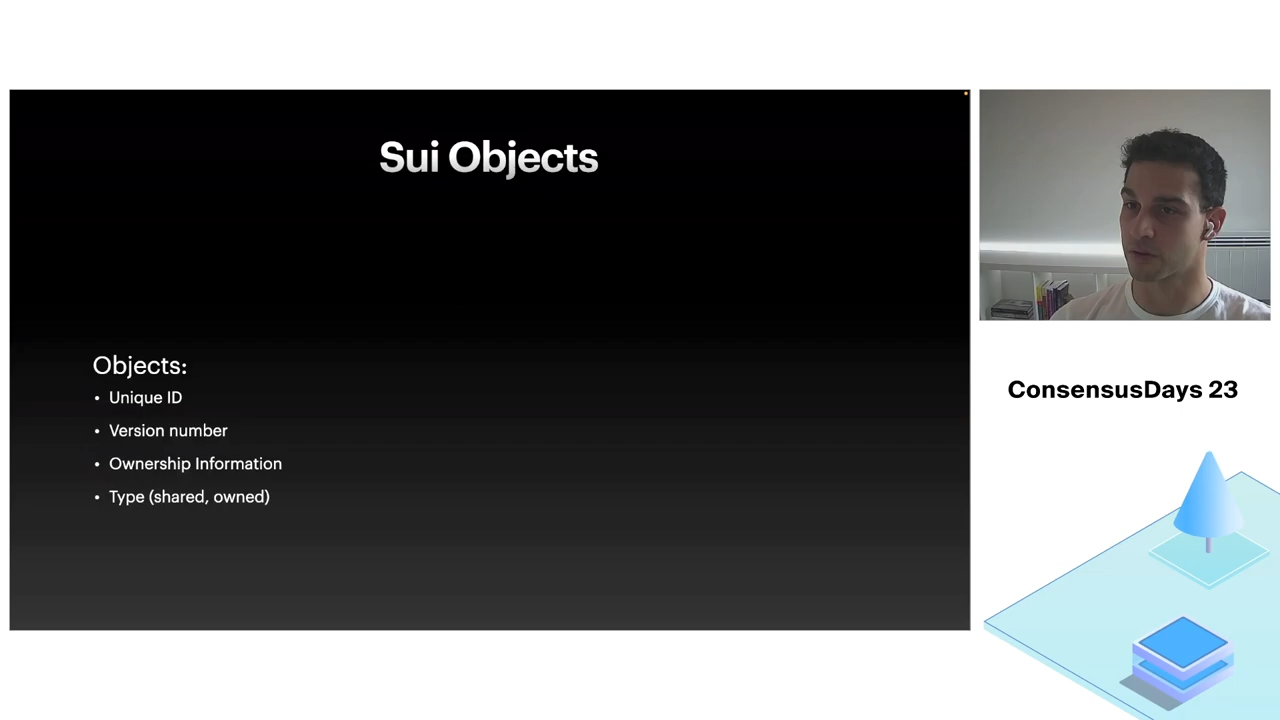 Sui Objects
Objects:
• Unique ID
• Version number
• Ownership Information
• Type (shared, owned)
ConsensusDays 23